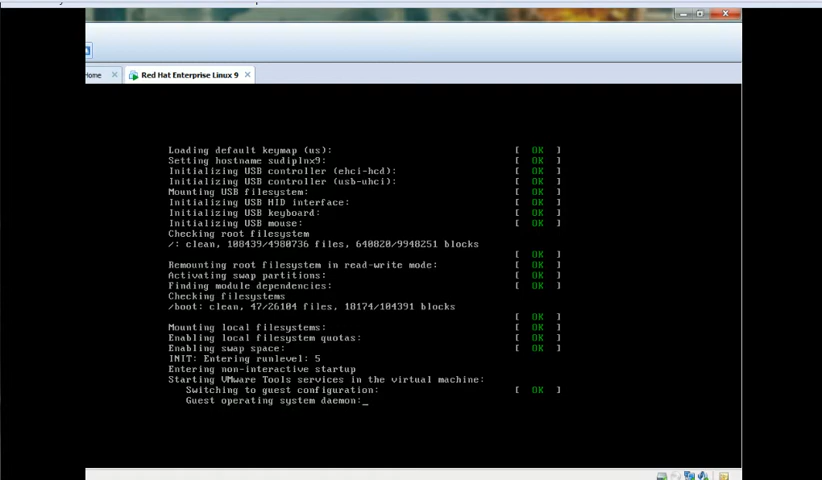 Home
Red Hat Enterprise Linux 9
Loading default keymap (us): [ OK ]
Setting hostname sudiplnx9: [ OK ]
Initializing USB controller (ehci-hcd): [ OK ]
Initializing USB controller (usb-uhci): [ OK ]
Mounting USB filesystem: [ OK ]
Initializing USB HID interface: [ OK ]
Initializing USB keyboard: [ OK ]
Initializing USB mouse: [ OK ]
Checking root filesystem
/: clean, 108439/4980736 files, 640820/9948251 blocks
[ OK ]
Remounting root filesystem in read-write mode: [ OK ]
Activating swap partitions: [ OK ]
Finding module dependencies: [ OK ]
Checking filesystems
/boot: clean, 47/26104 files, 18174/104391 blocks
[ OK ]
Mounting local filesystems: [ OK ]
Enabling local filesystem quotas: [ OK ]
Enabling swap space: [ OK ]
INIT: Entering runlevel: 5
Entering non-interactive startup
Starting VMware Tools services in the virtual machine:
Switching to guest configuration: [ OK ]
Guest operating system daemon:_